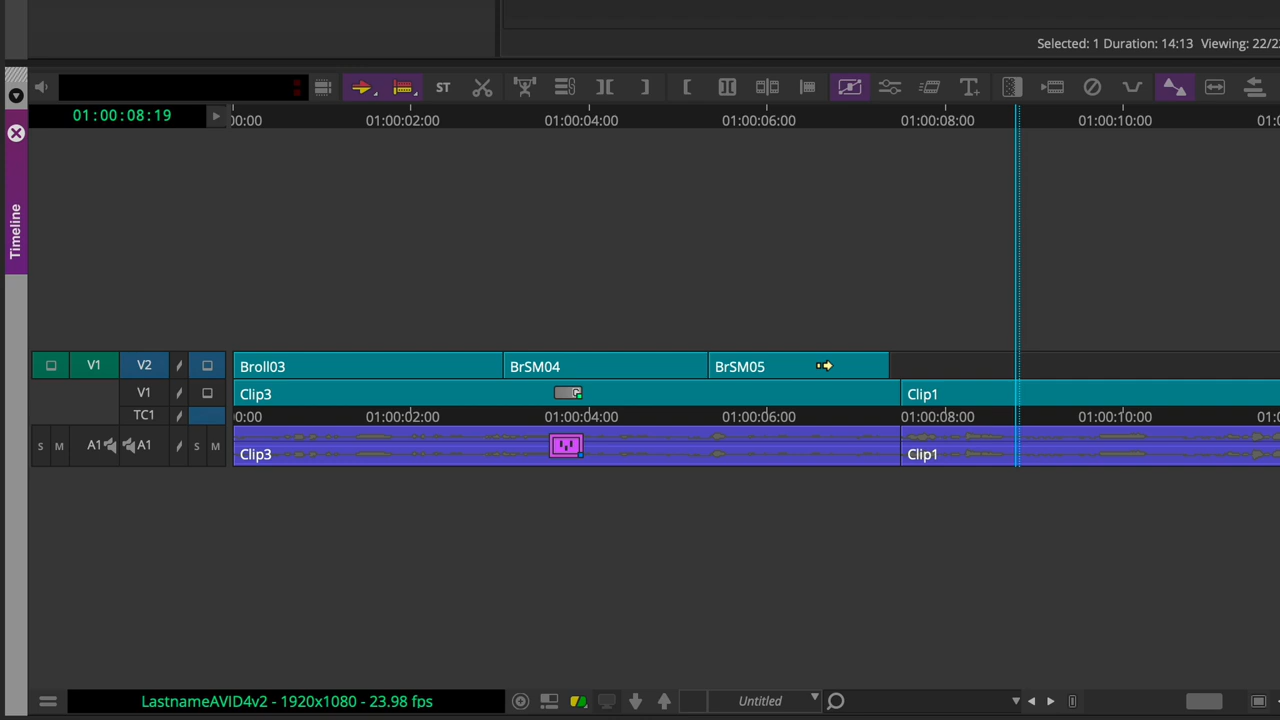 Selected: 1 Duration: 14:13 Viewing: 22/2
ST
01:00:08:19
00:00 01:00:02:00 01:00:04:00 01:00:06:00 01:00:08:00 01:00:10:00 01:0
Timeline
V1 V2 Broll03 BrSM04 BrSM05
V1 Clip3 Clip1
TC1 0:00 01:00:02:00 01:00:04:00 01:00:06:00 01:00:08:00 01:00:10:00 01:0
S M A1 A1 S M Clip3 Clip1
LastnameAVID4v2 - 1920x1080 - 23.98 fps Untitled